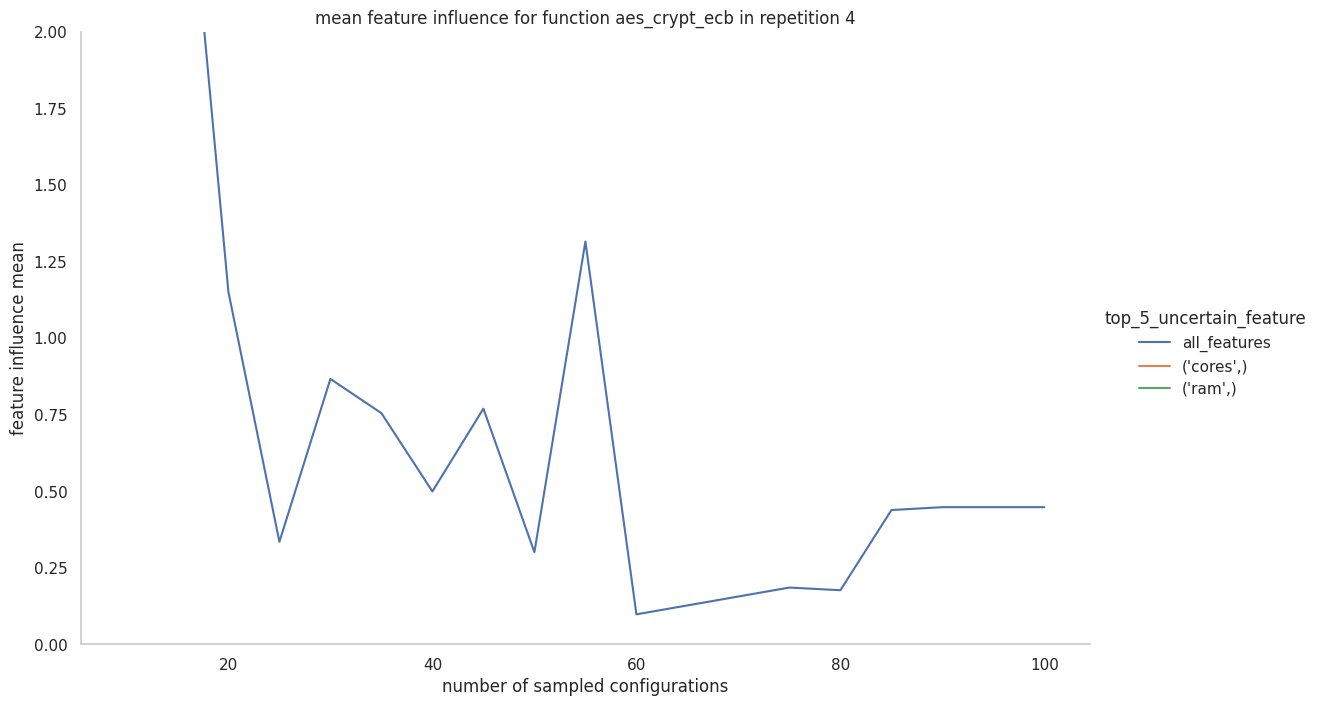 mean feature influence for function aes_crypt_ecb in repetition 4
2.00
1.75
1.50
1.25
1.00
0.75
0.50
0.25
0.00
feature influence mean
20 40 60 80 100
number of sampled configurations
top_5_uncertain_feature
all_features
('cores',)
('ram',)